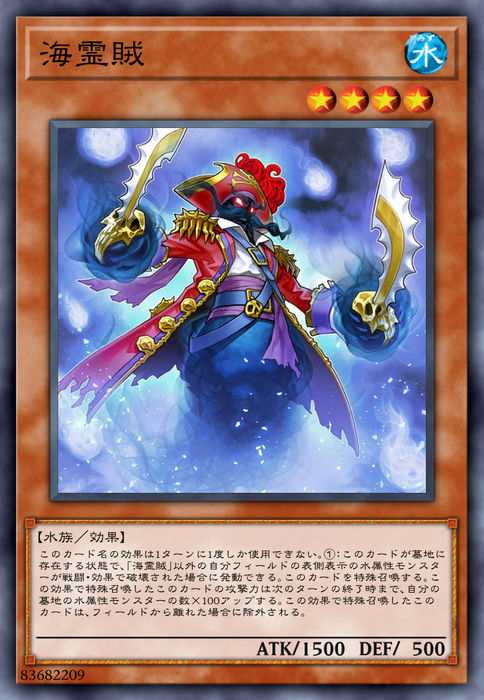 海霊賊
水
みず
【水族/効果】
このカード名の効果は1ターンに1度しか使用できない。①:このカードが墓地に
存在する状態で、「海霊賊」以外の自分フィールドの表側表示の水属性モンスタ
ーが戦闘・効果で破壊された場合に発動できる。このカードを特殊召喚する。こ
の効果で特殊召喚したこのカードの攻撃力は次のターンの終了時まで、自分の
墓地の水属性モンスターの数×100アップする。この効果で特殊召喚したこの
カードは、フィールドから離れた場合に除外される。
ATK/1500 DEF/ 500
83682209